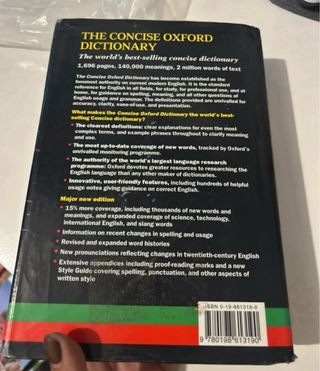 THE CONCISE OXFORD
DICTIONARY
The world's best-selling concise dictionary
1,696 pages, 140,000 meanings, 2 million words of text
The Concise Oxford Dictionary has become established as the
foremost authority on current modern English. It is the standard
reference for English in all fields, for study, for professional use, and at
home, for guidance on spelling, meaning, and all other questions of
English usage and grammar. The definitions provided are unrivalled for
accuracy, clarity, ease-of-use, and presentation.
What makes the Concise Oxford Dictionary the world's best-
selling Concise dictionary?
• The clearest definitions: clear explanations for even the most
complex terms, and example phrases throughout to clarify meaning
and use.
• The most up-to-date coverage of new words, tracked by Oxford's
unrivalled monitoring programme.
• The authority of the world's largest language research
programme: Oxford devotes greater resources to researching the
English language than any other maker of dictionaries.
• Innovative, user-friendly features, including hundreds of helpful
usage notes giving guidance on correct English.
Major new edition
• 15% more coverage, including thousands of new words and
meanings, and expanded coverage of science, technology,
international English, and slang words
• Information on recent changes in spelling and usage
• Revised and expanded word histories
• New pronunciations reflecting changes in twentieth-century English
• Extensive appendices including proof-reading marks and a new
Style Guide covering spelling, punctuation, and other aspects of
written style
ISBN 0-19-861319-9
9 780198 613190